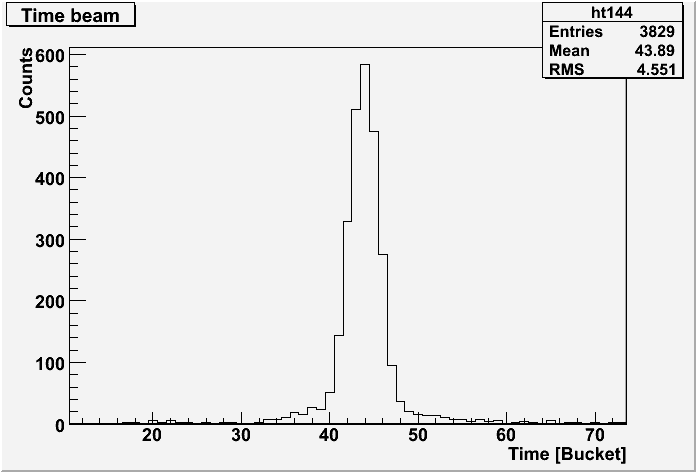 Time beam
ht144
Entries 3829
Mean 43.89
RMS 4.551
Counts
600
500
400
300
200
100
0
20 30 40 50 60 70
Time [Bucket]